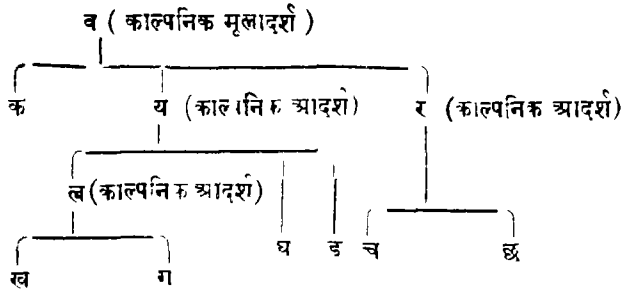 व ( काल्पनिक मूलादर्श )
क य (काल्पनिक आदर्श) र (काल्पनिक आदर्श)
ल (काल्पनिक आदर्श)
घ ङ च छ
ख ग